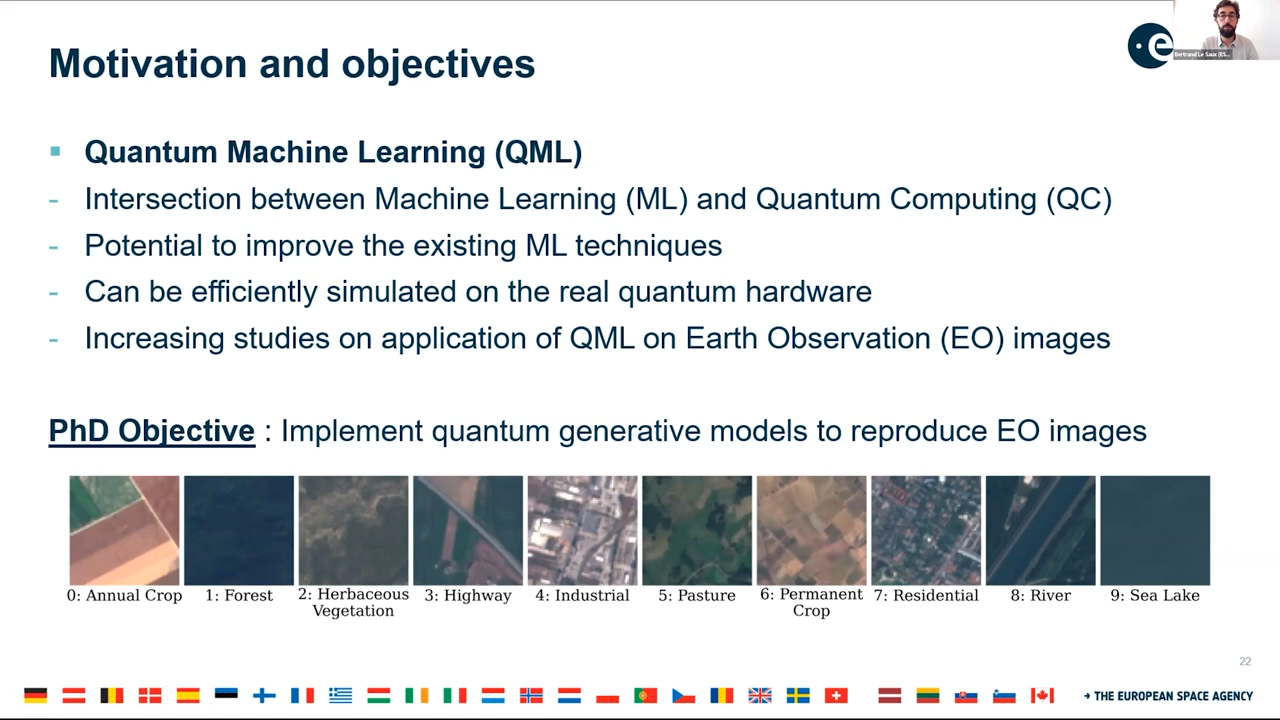 Motivation and objectives
Bertrand Le Saux (ES...
▪ Quantum Machine Learning (QML)
- Intersection between Machine Learning (ML) and Quantum Computing (QC)
- Potential to improve the existing ML techniques
- Can be efficiently simulated on the real quantum hardware
- Increasing studies on application of QML on Earth Observation (EO) images
PhD Objective : Implement quantum generative models to reproduce EO images
0: Annual Crop
1: Forest
2: Herbaceous
Vegetation
3: Highway
4: Industrial
5: Pasture
6: Permanent
Crop
7: Residential
8: River
9: Sea Lake
22
→ THE EUROPEAN SPACE AGENCY